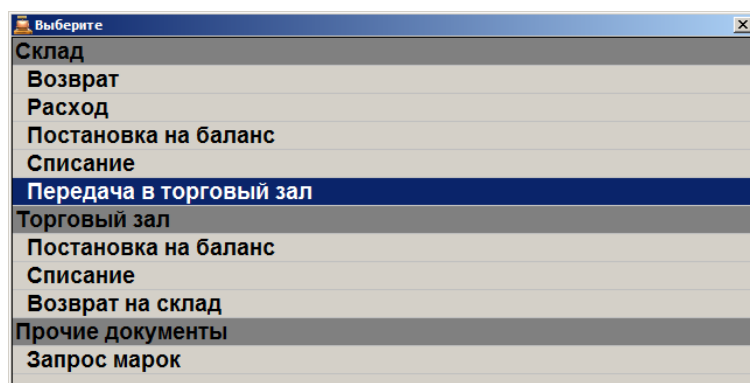 Выберите
Склад
Возврат
Расход
Постановка на баланс
Списание
Передача в торговый зал
Торговый зал
Постановка на баланс
Списание
Возврат на склад
Прочие документы
Запрос марок